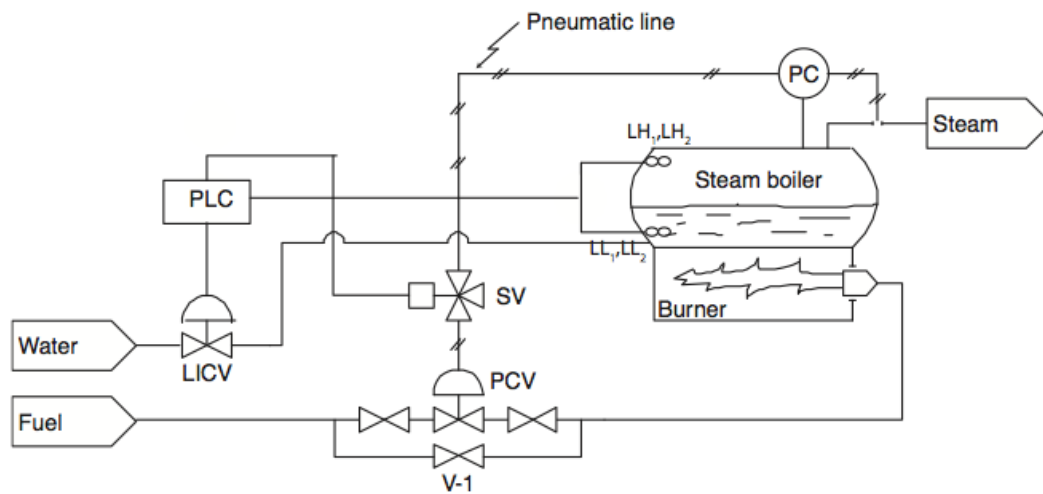 Pneumatic line
PC
Steam
LH1,LH2
Steam boiler
PLC
LL1,LL2
SV
Burner
Water
LICV
PCV
Fuel
V-1